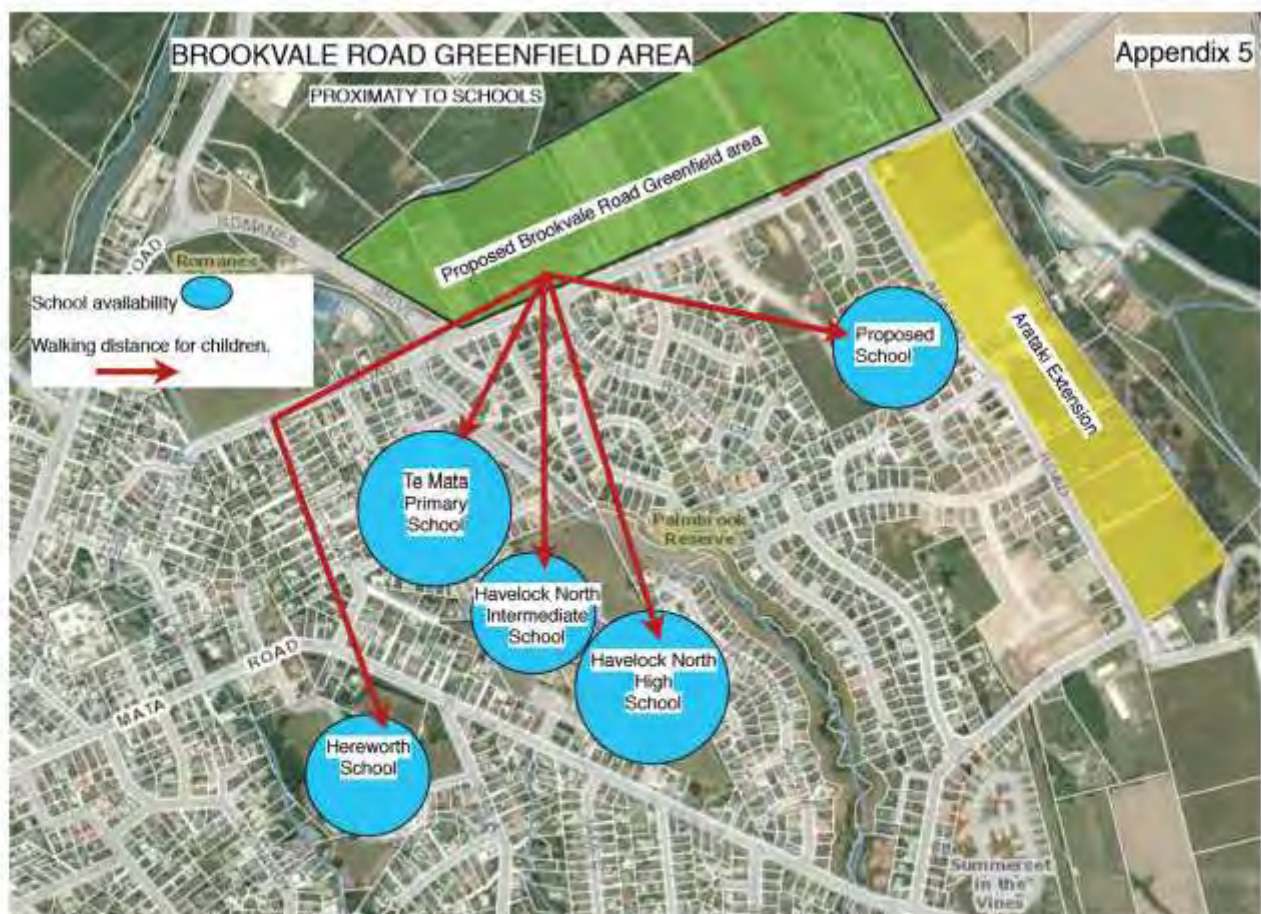 BROOKVALE ROAD GREENFIELD AREA
Appendix 5
PROXIMATY TO SCHOOLS
Proposed Brookvale Road Greenfield area
ROMANES
ROAD
Romanes
School availability
Walking distance for children.
Proposed
School
Arataki Extension
Te Mata
Primary
School
Palmbrook
Reserve
Havelock North
Intermediate
School
Havelock North
High
School
ROAD
MATA
Hereworth
School
Summerset
in the
Vines